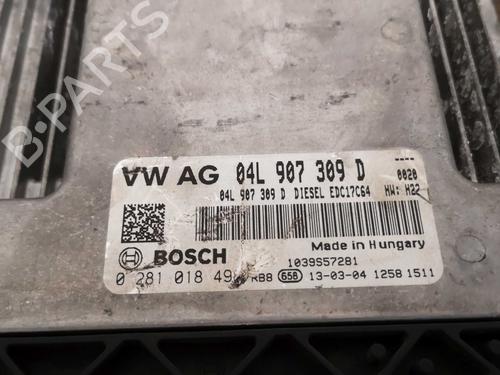 B-PARTS
VW AG 04L 907 309 D 0020
04L 907 309 D DIESEL EDC17C64 HW: H22
Made in Hungary
BOSCH 1039S57281
0 281 018 RBB 658 13-03-04 1258 1511